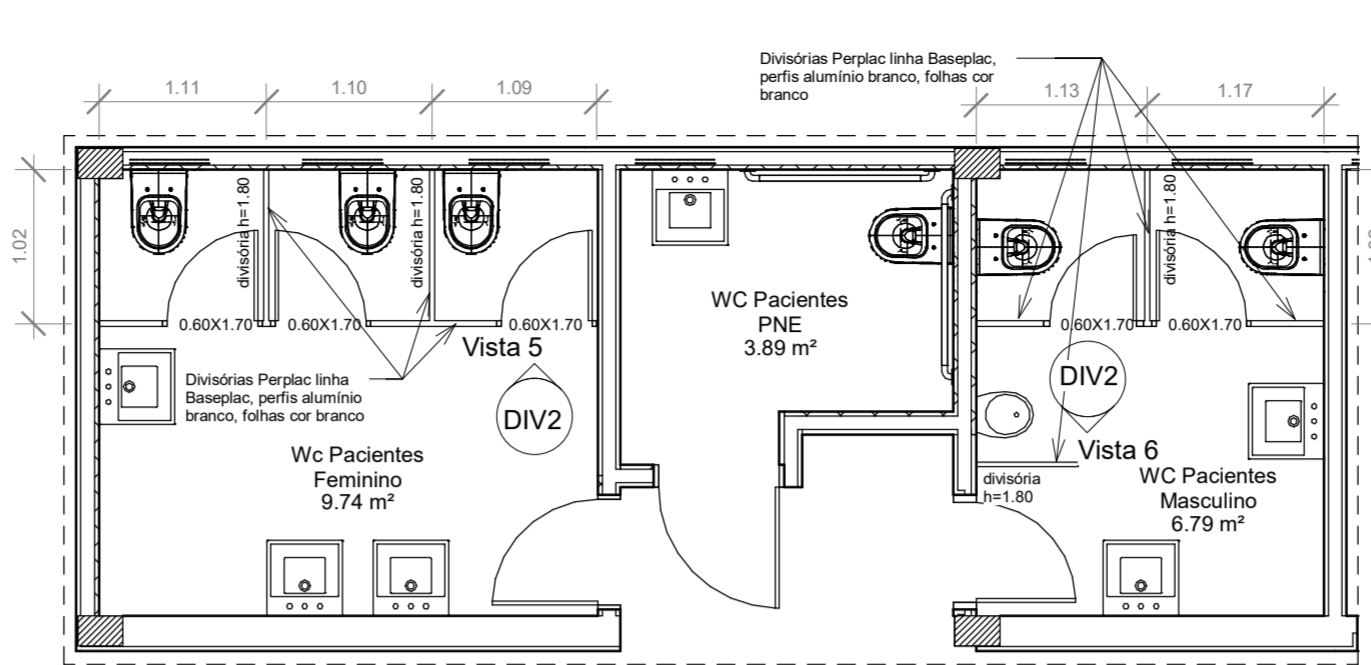 Divisórias Perplac linha Baseplac,
perfis alumínio branco, folhas cor
branco
1.11
1.10
1.09
1.13
1.17
1.02
divisória h=1.80
divisória h=1.80
divisória h=1.80
0.60X1.70
0.60X1.70
0.60X1.70
0.60X1.70
0.60X1.70
WC Pacientes
PNE
3.89 m²
Vista 5
DIV2
Divisórias Perplac linha
Baseplac, perfis alumínio
branco, folhas cor branco
Wc Pacientes
Feminino
9.74 m²
DIV2
Vista 6
divisória
h=1.80
WC Pacientes
Masculino
6.79 m²